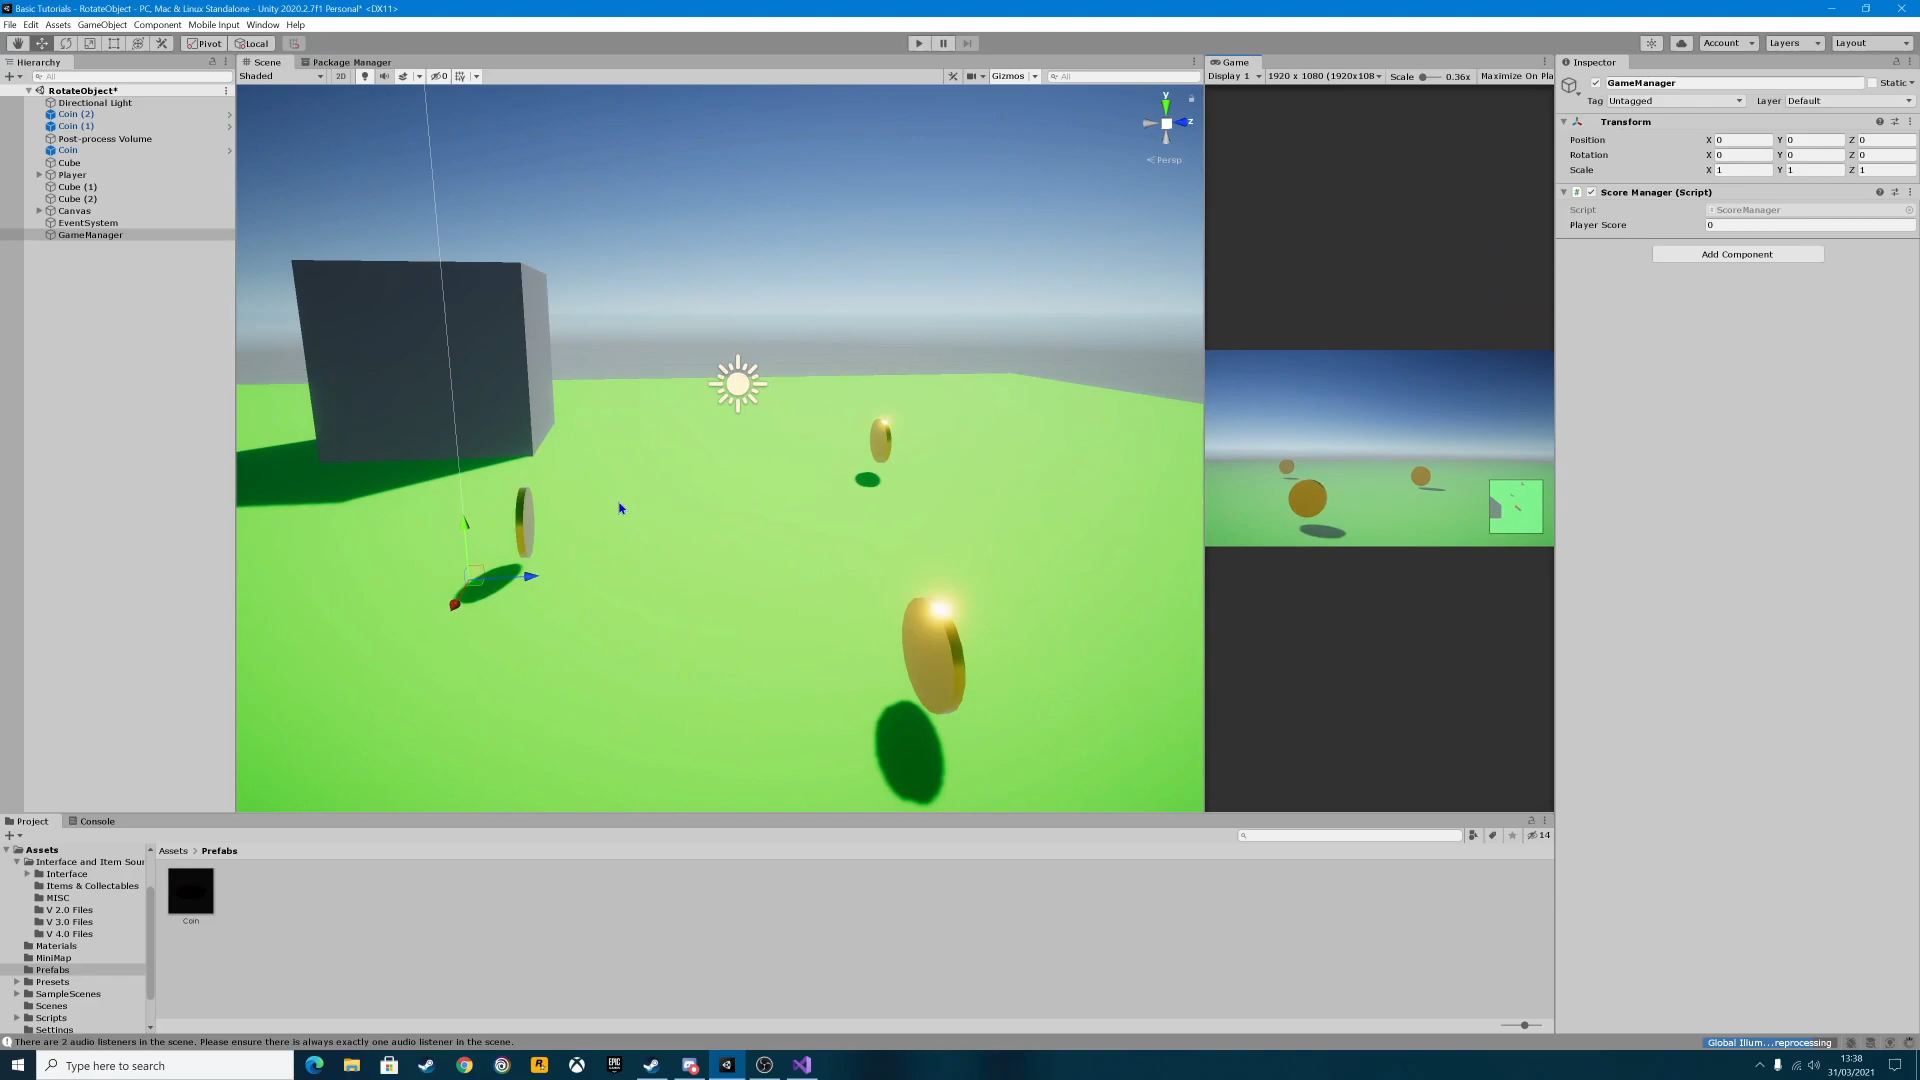 Basic Tutorials - RotateObject - PC, Mac & Linux Standalone - Unity 2020.2.7f1 Personal* <DX11>
File Edit Assets GameObject Component Mobile Input Window Help
Pivot Local Account Layers Layout
Hierarchy
All
RotateObject*
Directional Light
Coin (2)
Coin (1)
Post-process Volume
Coin
Cube
Player
Cube (1)
Cube (2)
Canvas
EventSystem
GameManager
Scene Package Manager
Shaded 2D 0 Gizmos All
y
z
Persp
Game
Display 1 1920 x 1080 (1920x108 Scale 0.36x Maximize On Pla
Inspector
GameManager Static
Tag Untagged Layer Default
Transform
Position X 0 Y 0 Z 0
Rotation X 0 Y 0 Z 0
Scale X 1 Y 1 Z 1
# Score Manager (Script)
Script ScoreManager
Player Score 0
Add Component
Project Console
14
Assets
Interface and Item Sour
Interface
Items & Collectables
MISC
V 2.0 Files
V 3.0 Files
V 4.0 Files
Materials
MiniMap
Prefabs
Presets
SampleScenes
Scenes
Scripts
Settings
Assets > Prefabs
Coin
There are 2 audio listeners in the scene. Please ensure there is always exactly one audio listener in the scene.
Global Illum...reprocessing
Type here to search
EPIC GAMES
13:38
31/03/2021